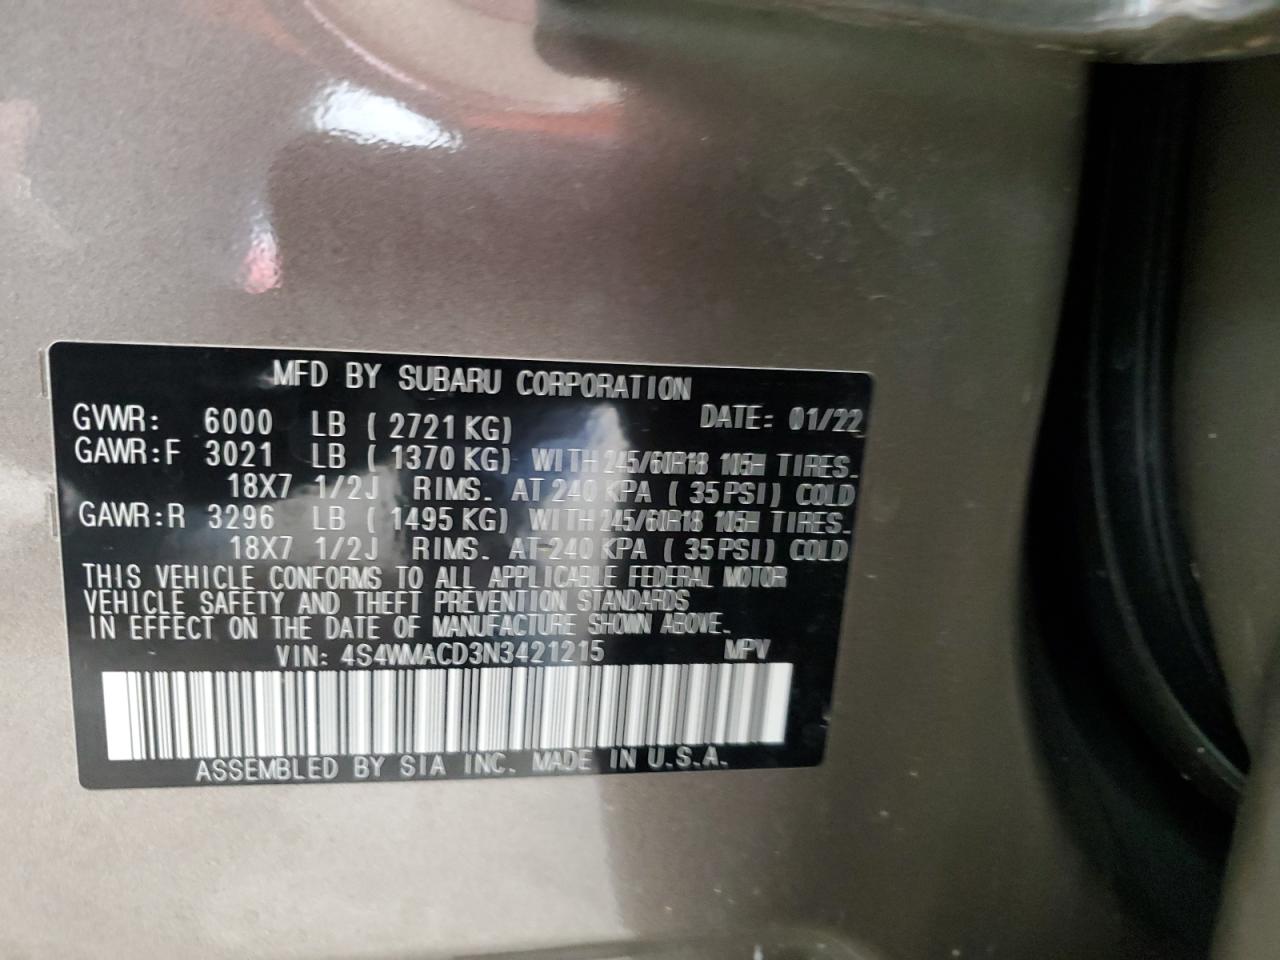 MFD BY SUBARU CORPORATION
GVWR: 6000 LB ( 2721 KG) DATE: 01/22
GAWR:F 3021 LB ( 1370 KG) WITH 245/60R18 105H TIRES.
18X7 1/2J RIMS. AT 240 KPA ( 35 PSI) COLD
GAWR:R 3296 LB ( 1495 KG) WITH 245/60R18 105H TIRES.
18X7 1/2J RIMS. AT 240 KPA ( 35 PSI) COLD
THIS VEHICLE CONFORMS TO ALL APPLICABLE FEDERAL MOTOR
VEHICLE SAFETY AND THEFT PREVENTION STANDARDS
IN EFFECT ON THE DATE OF MANUFACTURE SHOWN ABOVE.
VIN: 4S4WMACD3N3421215 MPV
ASSEMBLED BY SIA INC. MADE IN U.S.A.